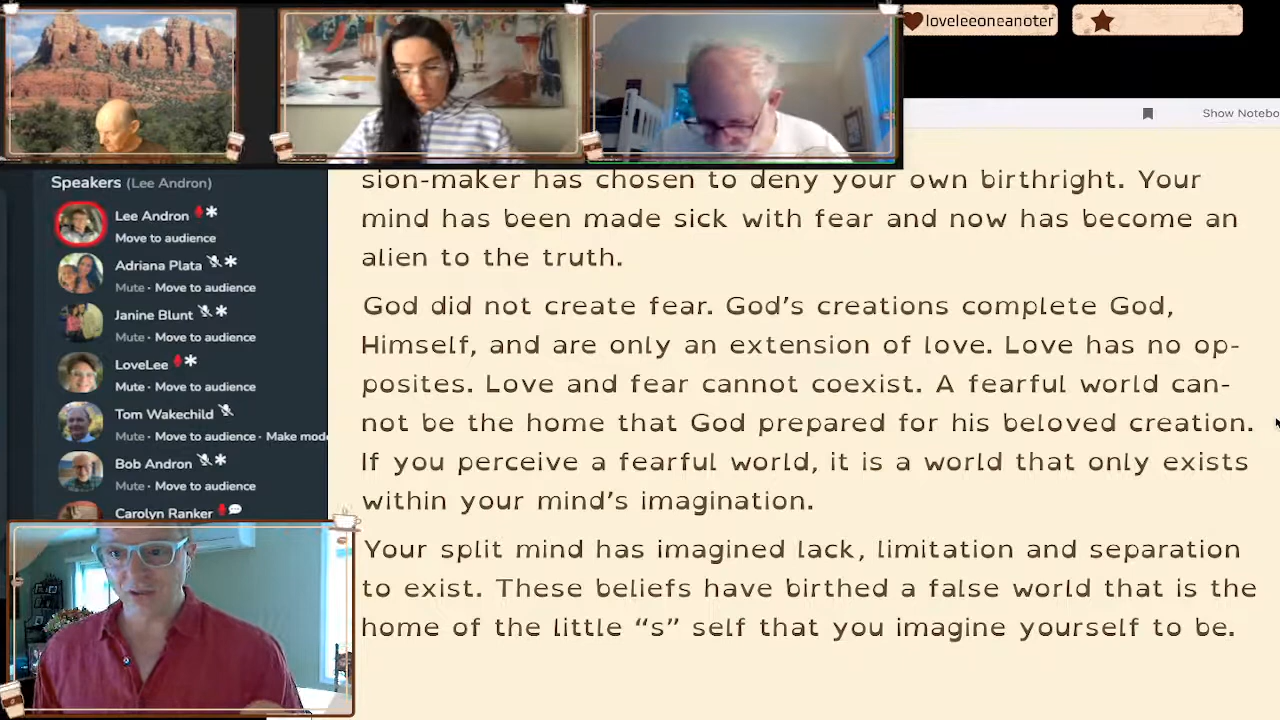 loveleeoneanoter
Show Notebo
Speakers (Lee Andron)
Lee Andron
Move to audience
Adriana Plata
Mute · Move to audience
Janine Blunt
Mute · Move to audience
LoveLee
Mute · Move to audience
Tom Wakechild
Mute · Move to audience · Make mode
Bob Andron
Mute · Move to audience
Carolyn Ranker
sion-maker has chosen to deny your own birthright. Your
mind has been made sick with fear and now has become an
alien to the truth.
God did not create fear. God's creations complete God,
Himself, and are only an extension of love. Love has no op-
posites. Love and fear cannot coexist. A fearful world can-
not be the home that God prepared for his beloved creation.
If you perceive a fearful world, it is a world that only exists
within your mind's imagination.
Your split mind has imagined lack, limitation and separation
to exist. These beliefs have birthed a false world that is the
home of the little “s” self that you imagine yourself to be.